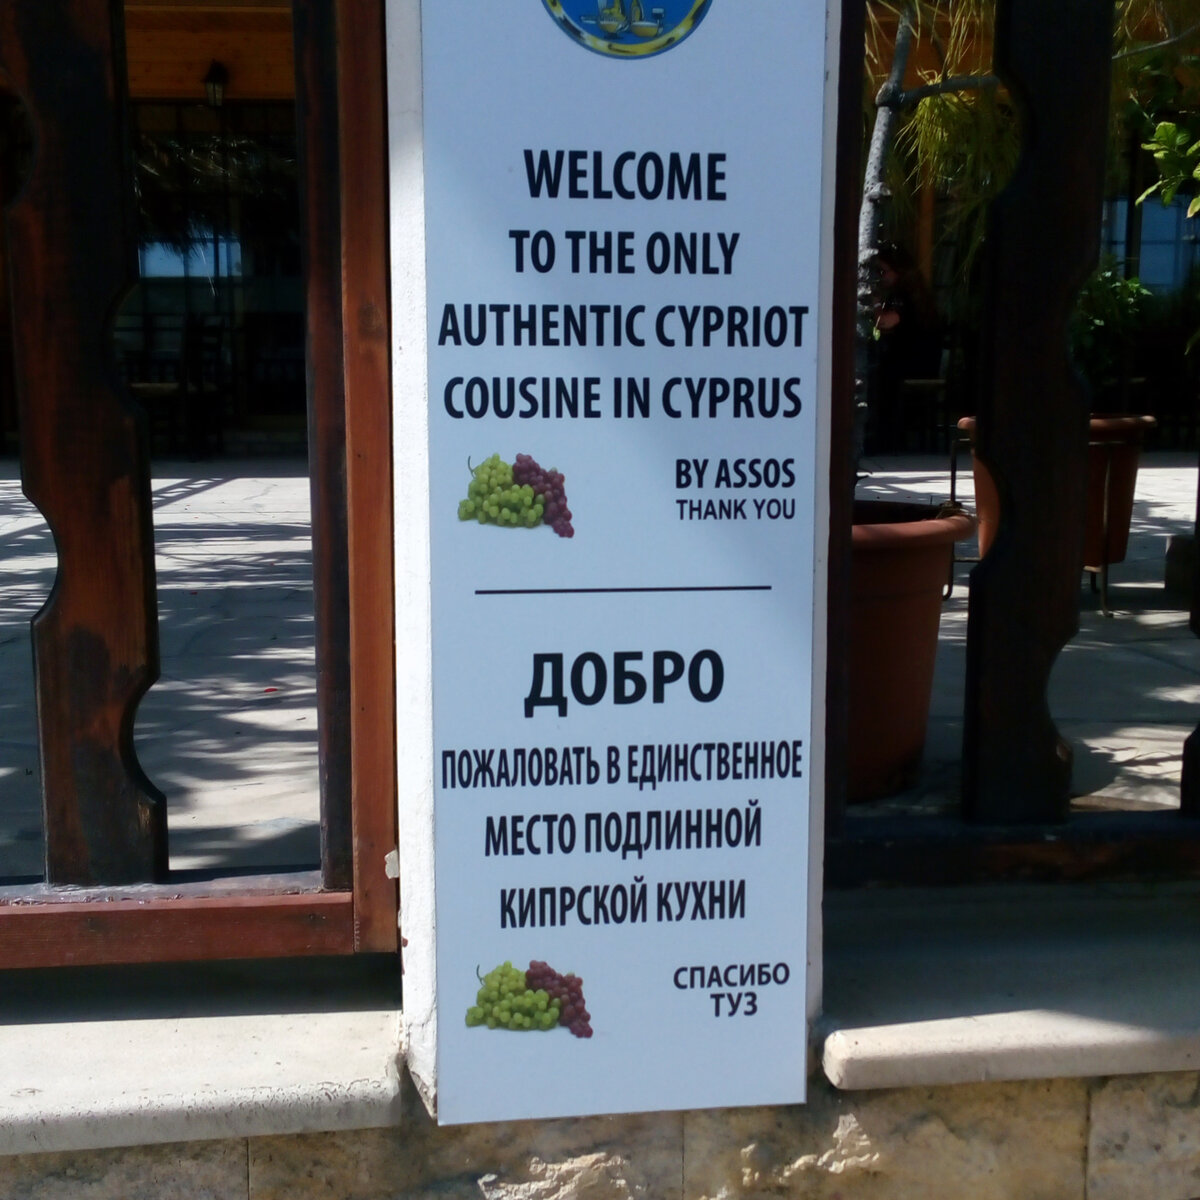 WELCOME
TO THE ONLY
AUTHENTIC CYPRIOT
COUSINE IN CYPRUS
BY ASSOS
THANK YOU
ДОБРО
ПОЖАЛОВАТЬ В ЕДИНСТВЕННОЕ
МЕСТО ПОДЛИННОЙ
КИПРСКОЙ КУХНИ
СПАСИБО
ТУЗ